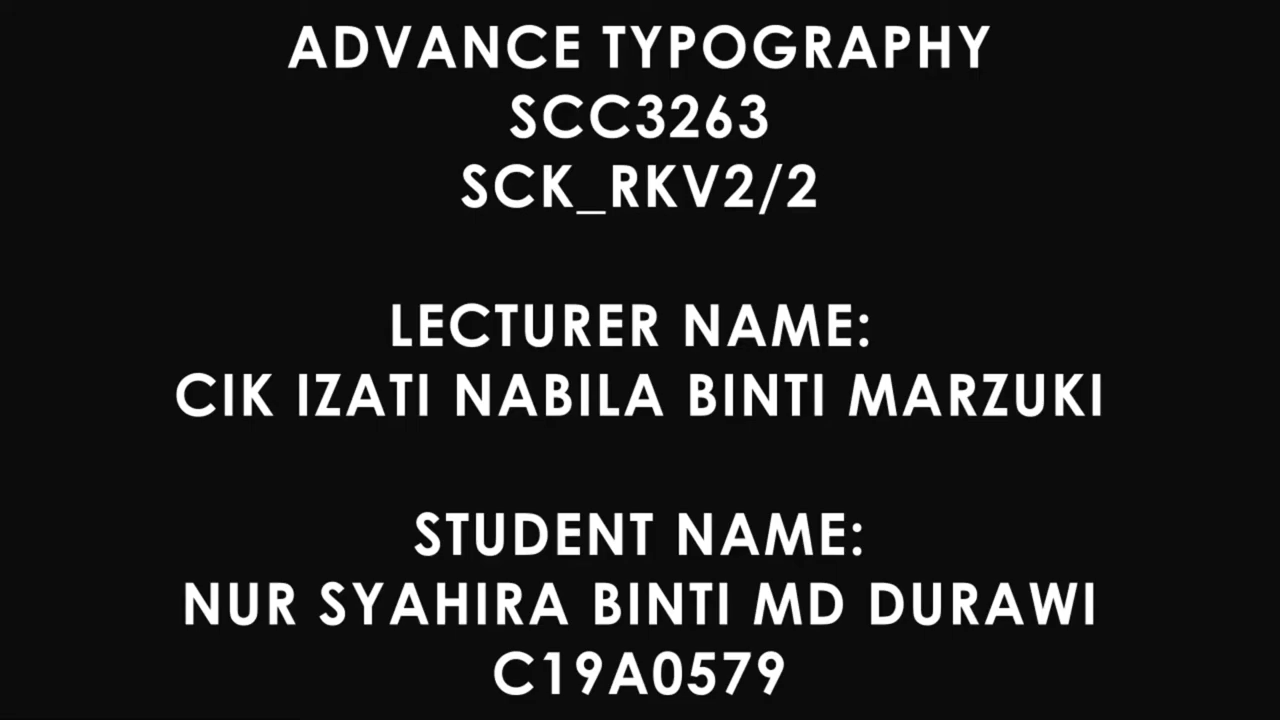 ADVANCE TYPOGRAPHY
SCC3263
SCK_RKV2/2
LECTURER NAME:
CIK IZATI NABILA BINTI MARZUKI
STUDENT NAME:
NUR SYAHIRA BINTI MD DURAWI
C19A0579